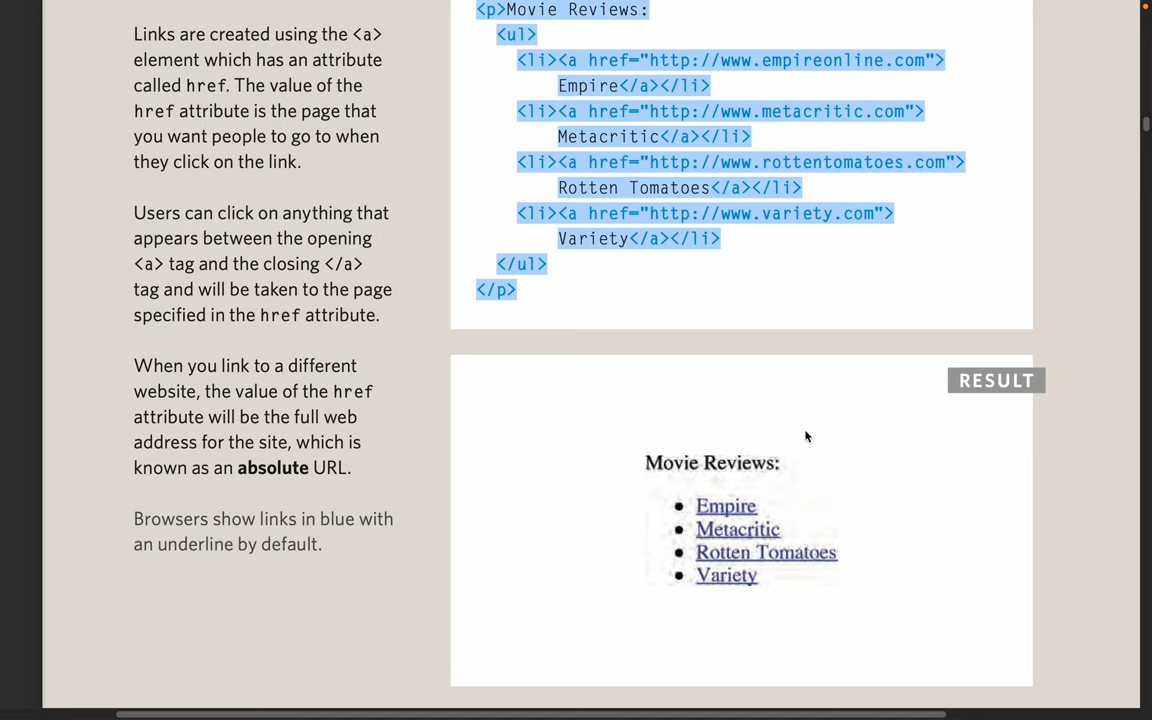 Links are created using the <a>
element which has an attribute
called href. The value of the
href attribute is the page that
you want people to go to when
they click on the link.
Users can click on anything that
appears between the opening
<a> tag and the closing </a>
tag and will be taken to the page
specified in the href attribute.
When you link to a different
website, the value of the href
attribute will be the full web
address for the site, which is
known as an absolute URL.
Browsers show links in blue with
an underline by default.
<p>Movie Reviews:
<ul>
<li><a href="http://www.empireonline.com">
Empire</a></li>
<li><a href="http://www.metacritic.com">
Metacritic</a></li>
<li><a href="http://www.rottentomatoes.com">
Rotten Tomatoes</a></li>
<li><a href="http://www.variety.com">
Variety</a></li>
</ul>
</p>
RESULT
Movie Reviews:
• Empire
• Metacritic
• Rotten Tomatoes
• Variety